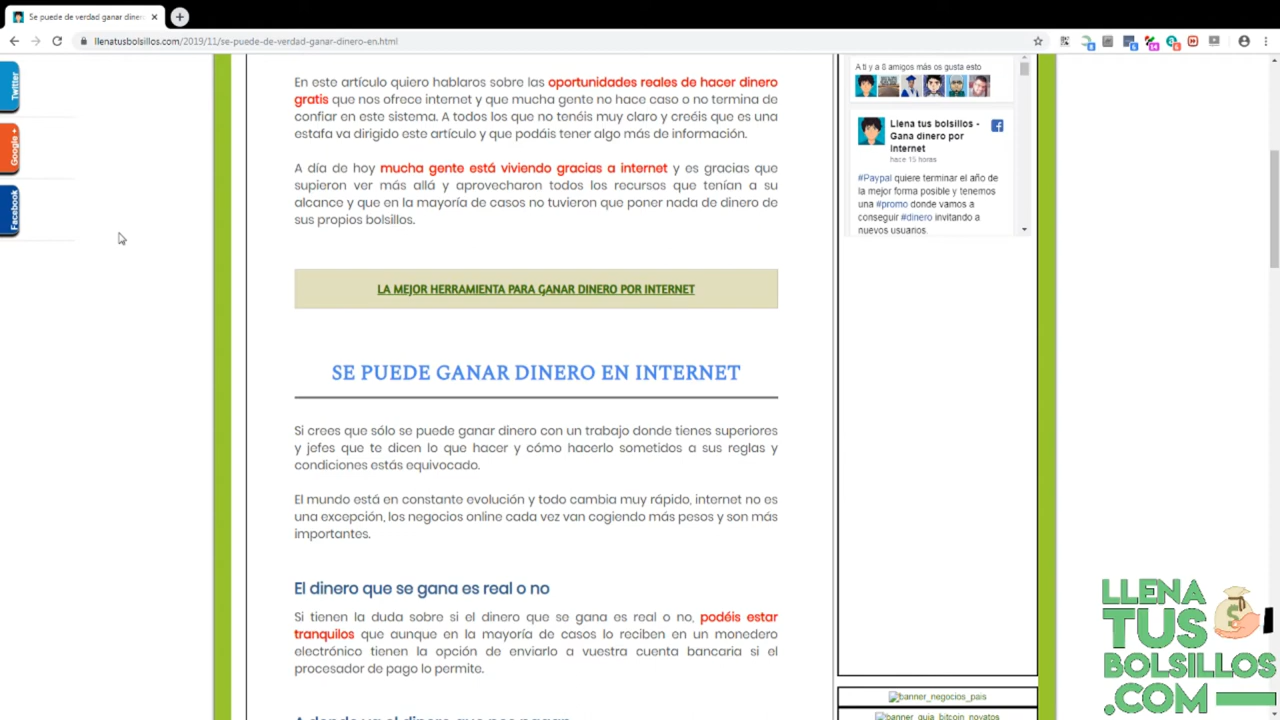 Se puede de verdad ganar diner
llenatusbolsillos.com/2019/11/se-puede-de-verdad-ganar-dinero-en.html
8
6
14
6
Twitter
Google +
Facebook
En este artículo quiero hablaros sobre las oportunidades reales de hacer dinero
gratis que nos ofrece internet y que mucha gente no hace caso o no termina de
confiar en este sistema. A todos los que no tenéis muy claro y creéis que es una
estafa va dirigido este artículo y que podáis tener algo más de información.
A día de hoy mucha gente está viviendo gracias a internet y es gracias que
supieron ver más allá y aprovecharon todos los recursos que tenían a su
alcance y que en la mayoría de casos no tuvieron que poner nada de dinero de
sus propios bolsillos.
LA MEJOR HERRAMIENTA PARA GANAR DINERO POR INTERNET
SE PUEDE GANAR DINERO EN INTERNET
Si crees que sólo se puede ganar dinero con un trabajo donde tienes superiores
y jefes que te dicen lo que hacer y cómo hacerlo sometidos a sus reglas y
condiciones estás equivocado.
El mundo está en constante evolución y todo cambia muy rápido, internet no es
una excepción, los negocios online cada vez van cogiendo más pesos y son más
importantes.
El dinero que se gana es real o no
Si tienen la duda sobre si el dinero que se gana es real o no, podéis estar
tranquilos que aunque en la mayoría de casos lo reciben en un monedero
electrónico tienen la opción de enviarlo a vuestra cuenta bancaria si el
procesador de pago lo permite.
A donde va el dinero que nos pagan
A ti y a 8 amigos más os gusta esto.
Llena tus bolsillos -
Gana dinero por
Internet
hace 15 horas
#Paypal quiere terminar el año de
la mejor forma posible y tenemos
una #promo donde vamos a
conseguir #dinero invitando a
nuevos usuarios.
banner_negocios_pais
banner_guia_bitcoin_novatos
LLENA
TUS
BOLSILLOS
.COM